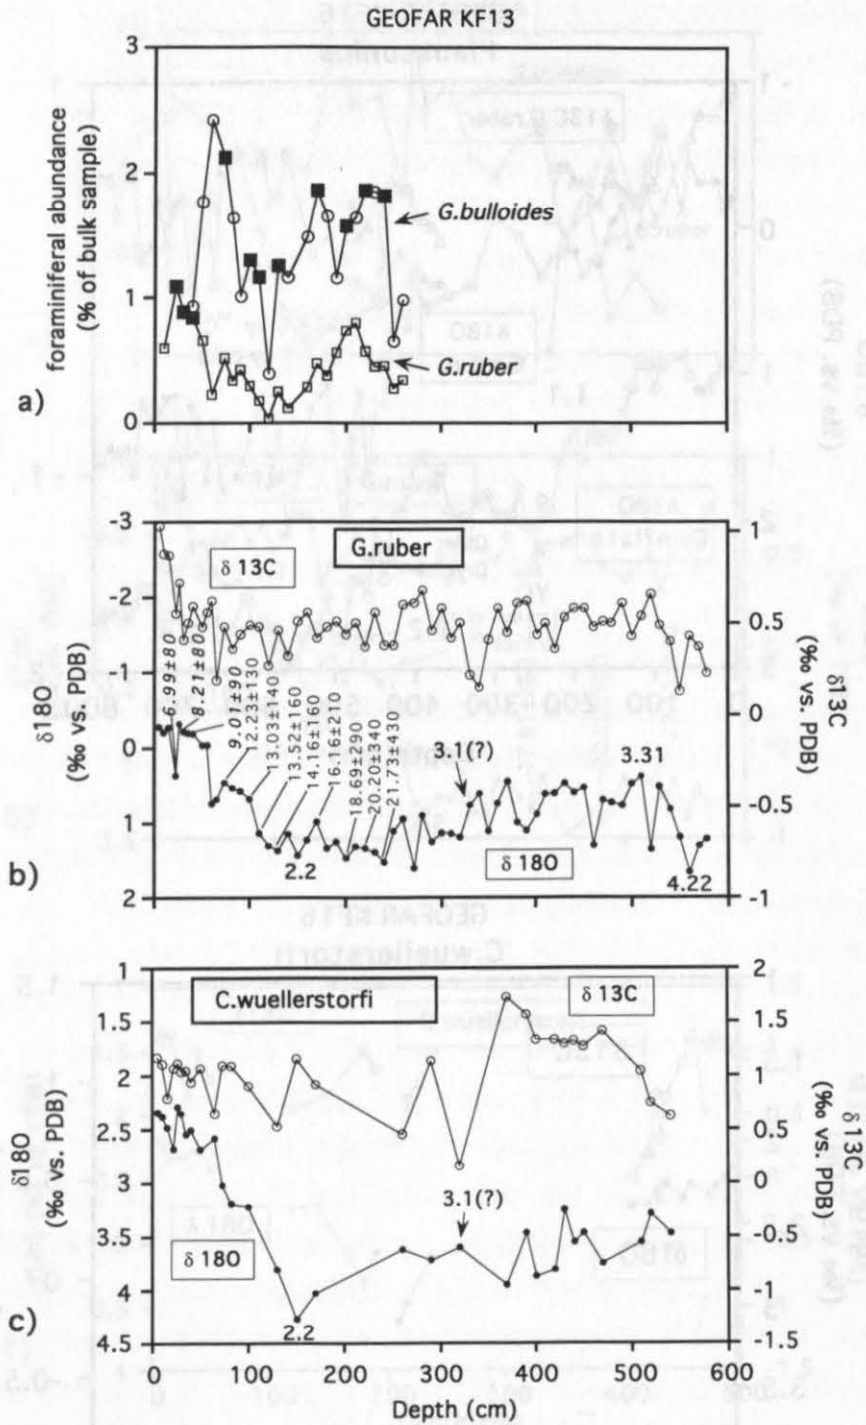 GEOFAR KF13
foraminiferal abundance
(% of bulk sample)
3
2
1
0
G.bulloides
G.ruber
a)
δ18O
(‰ vs. PDB)
-3
-2
-1
0
1
2
δ 13C
G.ruber
8.21±80
9.07±90
12.23±130
13.03±140
13.52±160
14.16±160
16.16±210
18.69±290
20.20±340
21.73±430
3.1(?)
3.31
2.2
δ 18O
4.22
1
0.5
0
-0.5
-1
δ13C
(‰ vs. PDB)
b)
δ18O
(‰ vs. PDB)
1
1.5
2
2.5
3
3.5
4
4.5
C.wuellerstorfi
δ 13C
3.1(?)
δ 18O
2.2
2
1.5
1
0.5
0
-0.5
-1
-1.5
δ 13C
(‰ vs. PDB)
c)
0
100
200
300
400
500
600
Depth (cm)